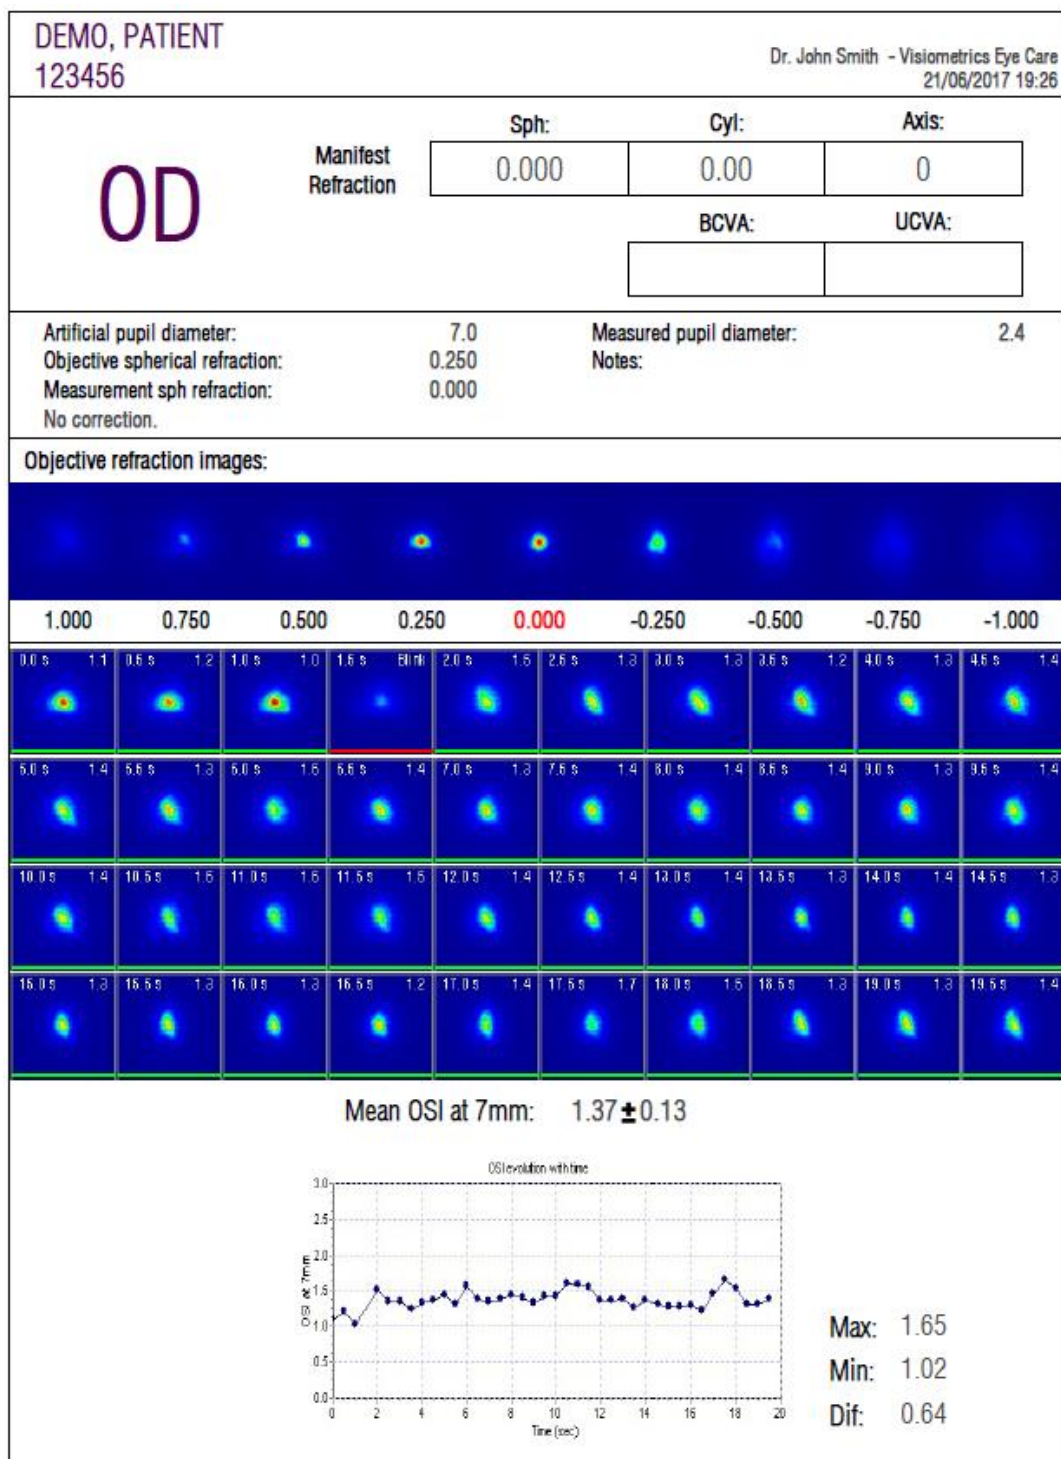 DEMO, PATIENT
123456
Dr. John Smith - Visiometrics Eye Care
21/06/2017 19:26
OD
Manifest Refraction
Sph: Cyl: Axis:
0.000 0.00 0
BCVA: UCVA:
Artificial pupil diameter: 7.0 Measured pupil diameter: 2.4
Objective spherical refraction: 0.250 Notes:
Measurement sph refraction: 0.000
No correction.
Objective refraction images:
1.000 0.750 0.500 0.250 0.000 -0.250 -0.500 -0.750 -1.000
0.0 s 1.1 0.5 s 1.2 1.0 s 1.0 1.5 s Blink 2.0 s 1.5 2.5 s 1.3 3.0 s 1.3 3.5 s 1.2 4.0 s 1.3 4.5 s 1.4
5.0 s 1.4 5.5 s 1.3 6.0 s 1.6 6.5 s 1.4 7.0 s 1.3 7.5 s 1.4 8.0 s 1.4 8.5 s 1.4 9.0 s 1.3 9.5 s 1.4
10.0 s 1.4 10.5 s 1.6 11.0 s 1.6 11.5 s 1.5 12.0 s 1.4 12.5 s 1.4 13.0 s 1.4 13.5 s 1.3 14.0 s 1.4 14.5 s 1.3
15.0 s 1.3 15.5 s 1.3 16.0 s 1.3 16.5 s 1.2 17.0 s 1.4 17.5 s 1.7 18.0 s 1.5 18.5 s 1.3 19.0 s 1.3 19.5 s 1.4
Mean OSI at 7mm: 1.37±0.13
OSI evolution with time
3.0
2.5
2.0
1.5
1.0
0.5
0.0
OSI at 7mm
0 2 4 6 8 10 12 14 16 18 20
Time (sec)
Max: 1.65
Min: 1.02
Dif: 0.64